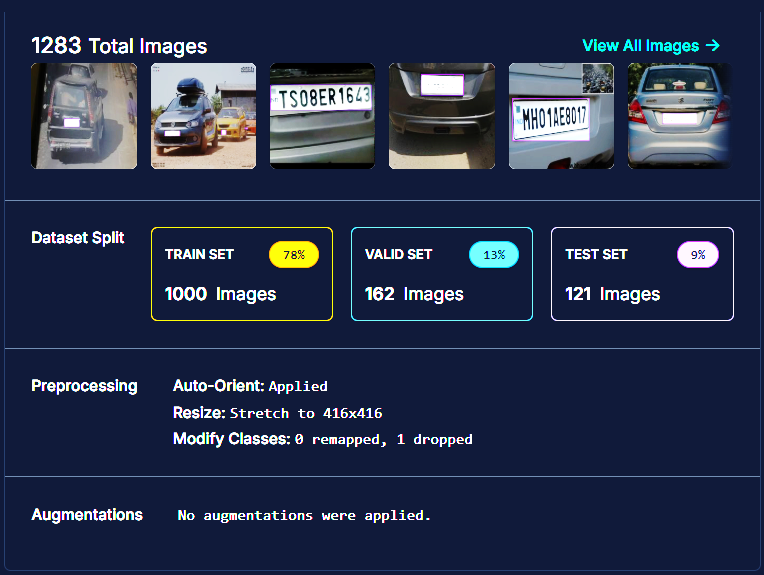 1283 Total Images
View All Images →
TS08ER1643
MH01AE8017
Dataset Split
TRAIN SET 78%
1000 Images
VALID SET 13%
162 Images
TEST SET 9%
121 Images
Preprocessing
Auto-Orient: Applied
Resize: Stretch to 416x416
Modify Classes: 0 remapped, 1 dropped
Augmentations
No augmentations were applied.